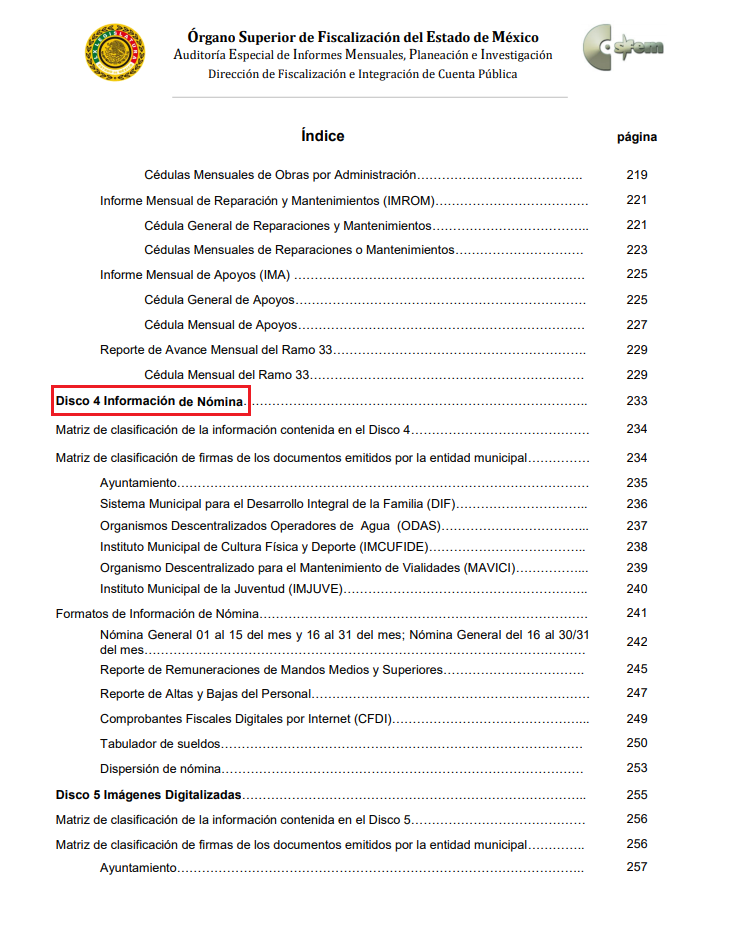 Órgano Superior de Fiscalización del Estado de México
Auditoría Especial de Informes Mensuales, Planeación e Investigación
Dirección de Fiscalización e Integración de Cuenta Pública
osfem
Índice página
Cédulas Mensuales de Obras por Administración…………………………………. 219
Informe Mensual de Reparación y Mantenimientos (IMROM)……………………………… 221
Cédula General de Reparaciones y Mantenimientos……………………………….. 221
Cédulas Mensuales de Reparaciones o Mantenimientos………………………… 223
Informe Mensual de Apoyos (IMA) …………………………………………………………… 225
Cédula General de Apoyos…………………………………………………………… 225
Cédula Mensual de Apoyos…………………………………………………………… 227
Reporte de Avance Mensual del Ramo 33……………………………………………………. 229
Cédula Mensual del Ramo 33………………………………………………………… 229
Disco 4 Información de Nómina……………………………………………………………………….. 233
Matriz de clasificación de la información contenida en el Disco 4……………………………………. 234
Matriz de clasificación de firmas de los documentos emitidos por la entidad municipal…………… 234
Ayuntamiento……………………………………………………………………………………… 235
Sistema Municipal para el Desarrollo Integral de la Familia (DIF)………………………….. 236
Organismos Descentralizados Operadores de Agua (ODAS)……………………………... 237
Instituto Municipal de Cultura Física y Deporte (IMCUFIDE)……………………………….. 238
Organismo Descentralizado para el Mantenimiento de Vialidades (MAVICI)……………... 239
Instituto Municipal de la Juventud (IMJUVE)…………………………………………………. 240
Formatos de Información de Nómina…………………………………………………………………… 241
Nómina General 01 al 15 del mes y 16 al 31 del mes; Nómina General del 16 al 30/31
del mes…………………………………………………………………………………………… 242
Reporte de Remuneraciones de Mandos Medios y Superiores……………………………. 245
Reporte de Altas y Bajas del Personal………………………………………………………… 247
Comprobantes Fiscales Digitales por Internet (CFDI)………………………………………... 249
Tabulador de sueldos…………………………………………………………………………… 250
Dispersión de nómina…………………………………………………………………………… 253
Disco 5 Imágenes Digitalizadas……………………………………………………………………….. 255
Matriz de clasificación de la información contenida en el Disco 5…………………………………… 256
Matriz de clasificación de firmas de los documentos emitidos por la entidad municipal………….. 256
Ayuntamiento…………………………………………………………………………………….. 257